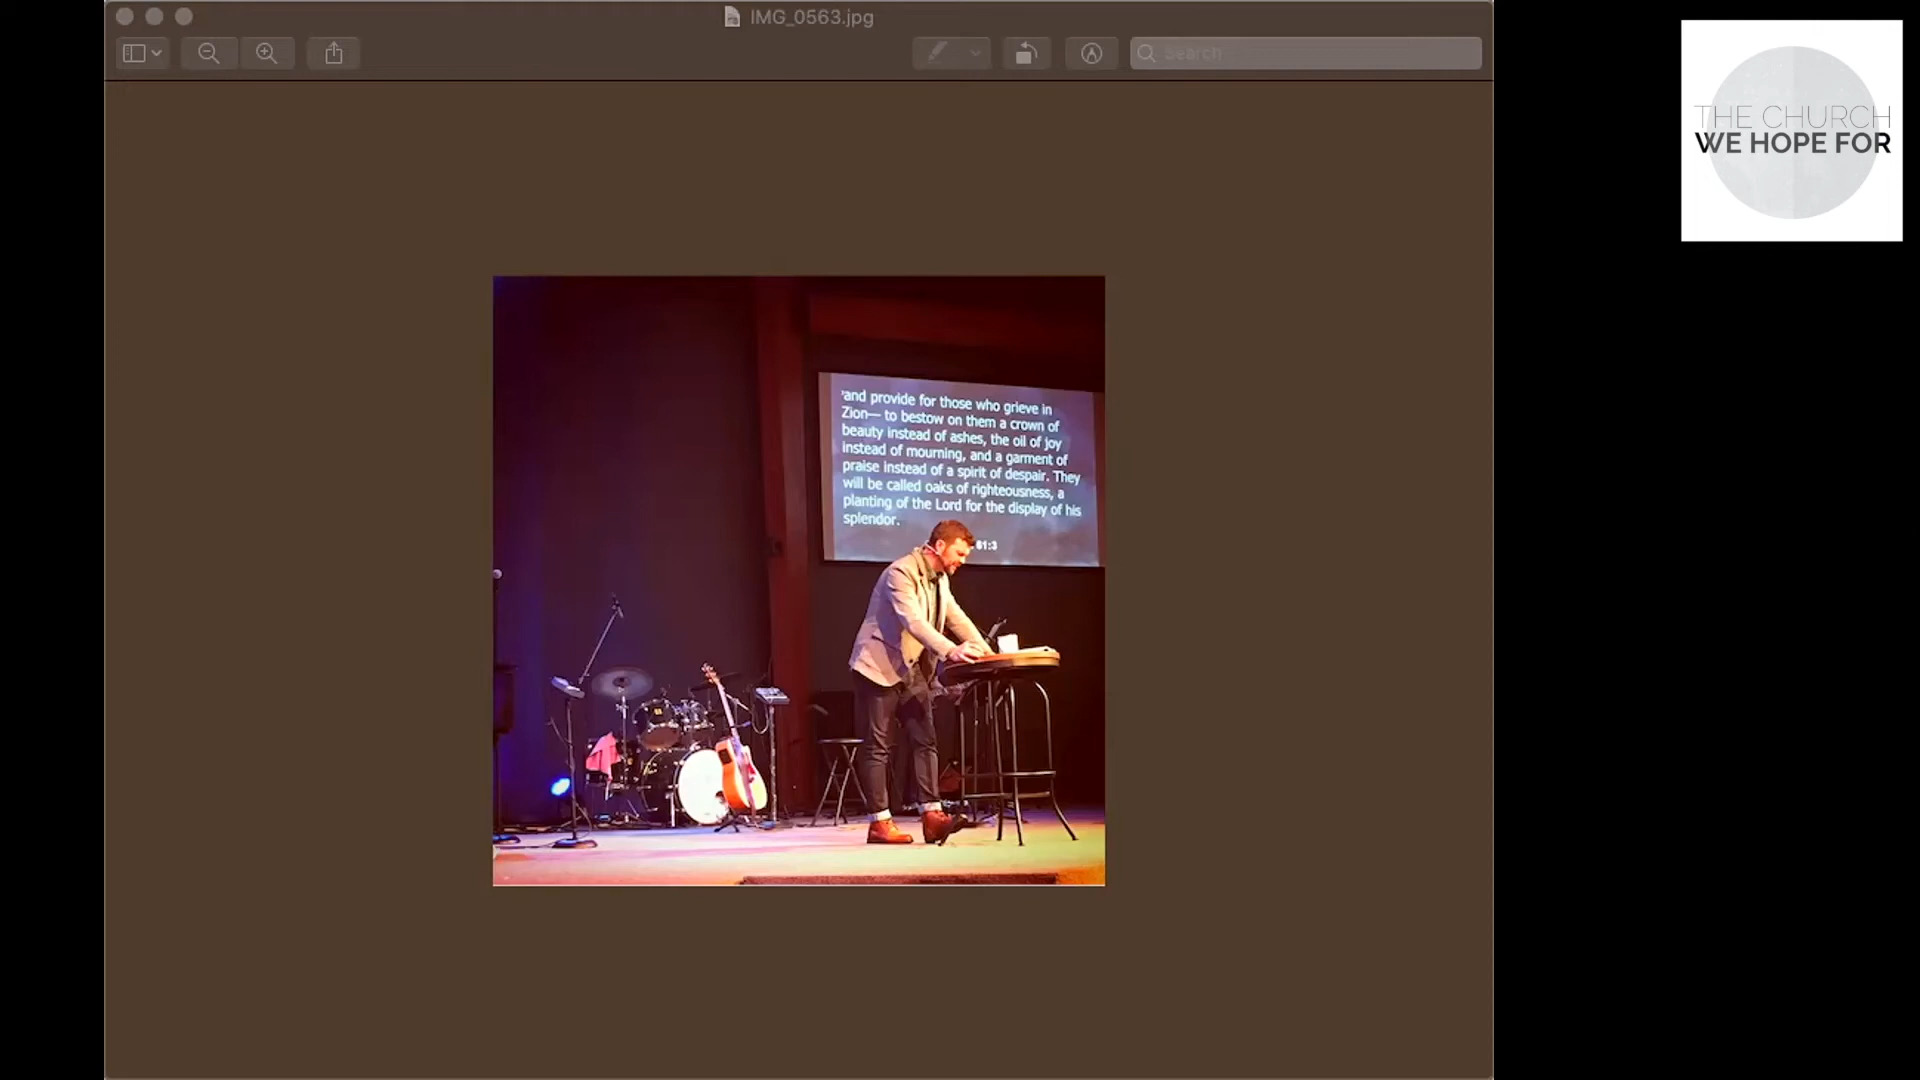 IMG_0563.jpg
Search
THE CHURCH
WE HOPE FOR
and provide for those who grieve in
Zion— to bestow on them a crown of
beauty instead of ashes, the oil of joy
instead of mourning, and a garment of
praise instead of a spirit of despair. They
will be called oaks of righteousness, a
planting of the Lord for the display of his
splendor.
61:3